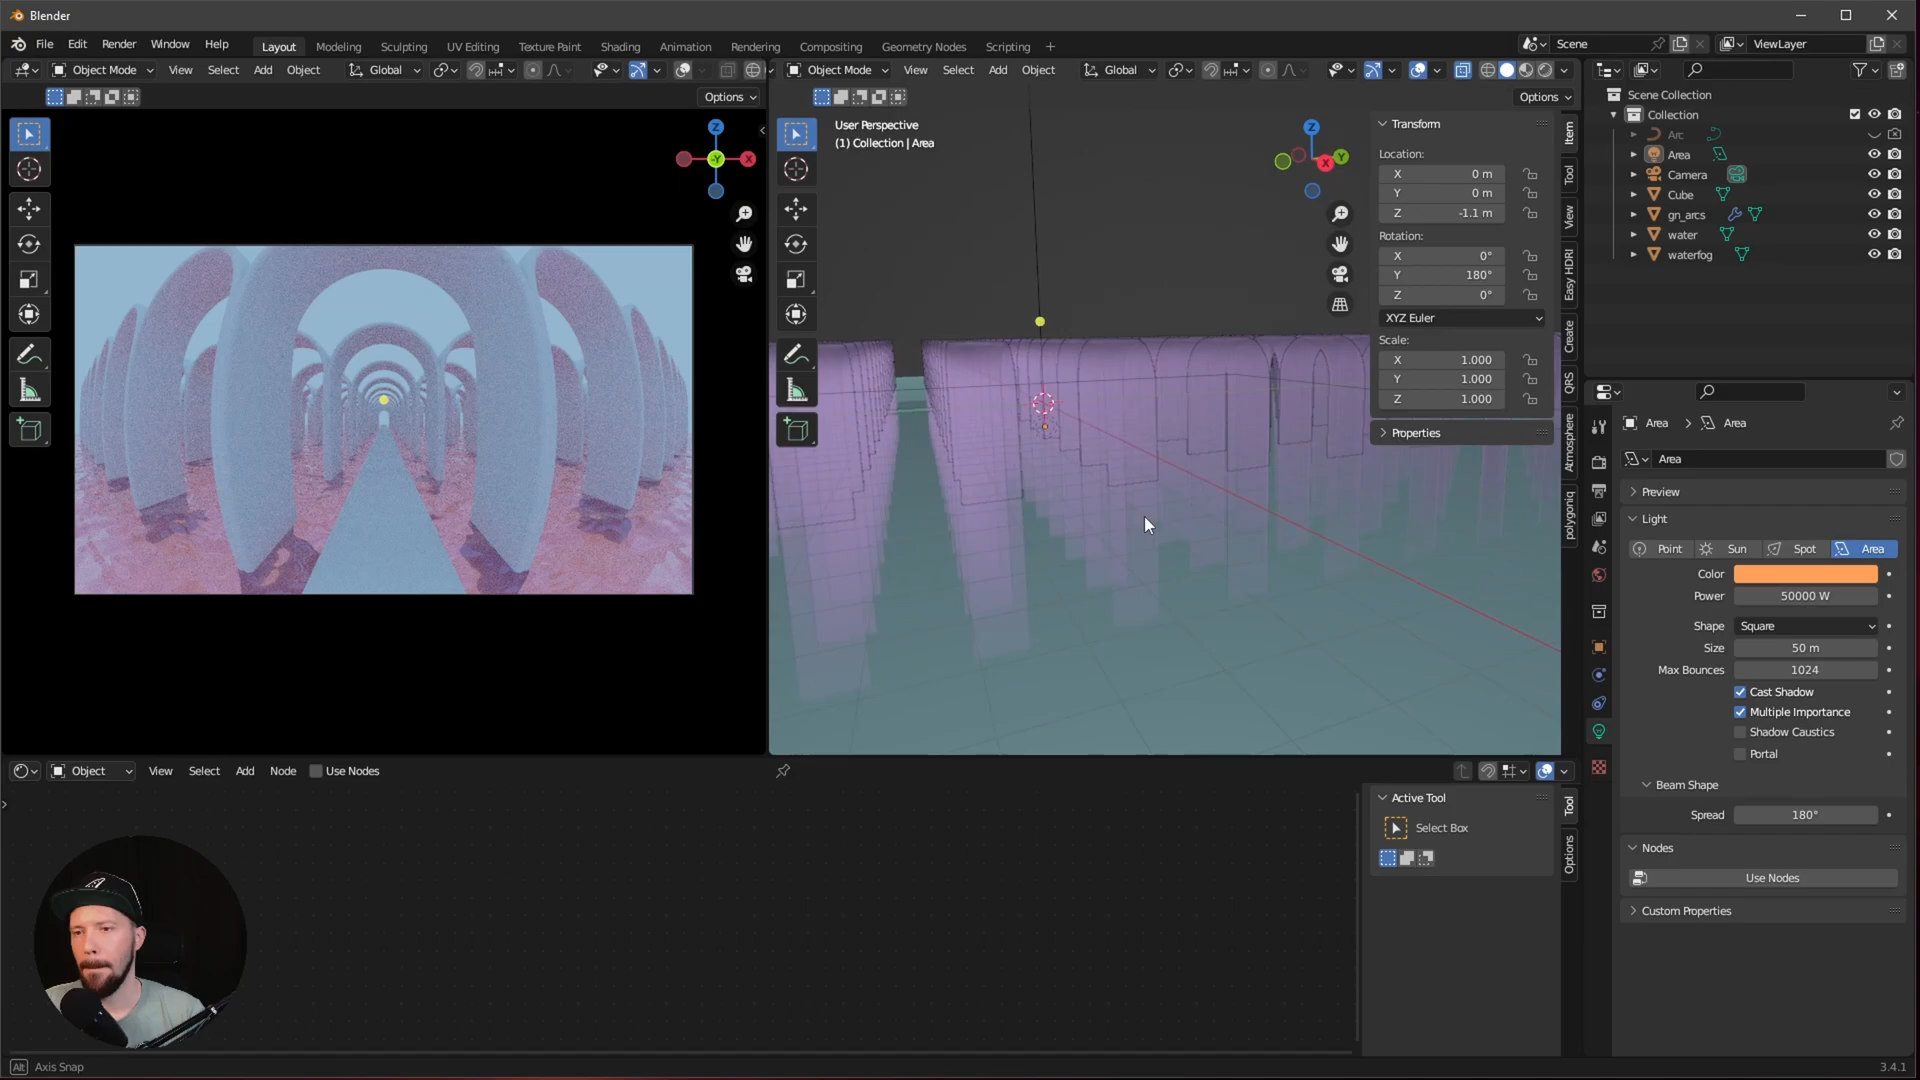 Blender
File Edit Render Window Help
Layout Modeling Sculpting UV Editing Texture Paint Shading Animation Rendering Compositing Geometry Nodes Scripting +
Scene
ViewLayer
Object Mode View Select Add Object Global
Object Mode View Select Add Object Global
Options
Options
User Perspective
(1) Collection | Area
Z
-Y
X
Z
X
Y
Transform
Location:
X 0 m
Y 0 m
Z -1.1 m
Rotation:
X 0°
Y 180°
Z 0°
XYZ Euler
Scale:
X 1.000
Y 1.000
Z 1.000
Properties
Item
Tool
View
Easy HDRI
Create
QRS
Atmosphere
polygoniq
Scene Collection
Collection
Arc
Area
Camera
Cube
gn_arcs
water
waterfog
Area > Area
Area
Preview
Light
Point Sun Spot Area
Color
Power 50000 W
Shape Square
Size 50 m
Max Bounces 1024
Cast Shadow
Multiple Importance
Shadow Caustics
Portal
Beam Shape
Spread 180°
Nodes
Use Nodes
Custom Properties
Object View Select Add Node Use Nodes
Active Tool
Select Box
Tool
Options
Alt Axis Snap
3.4.1